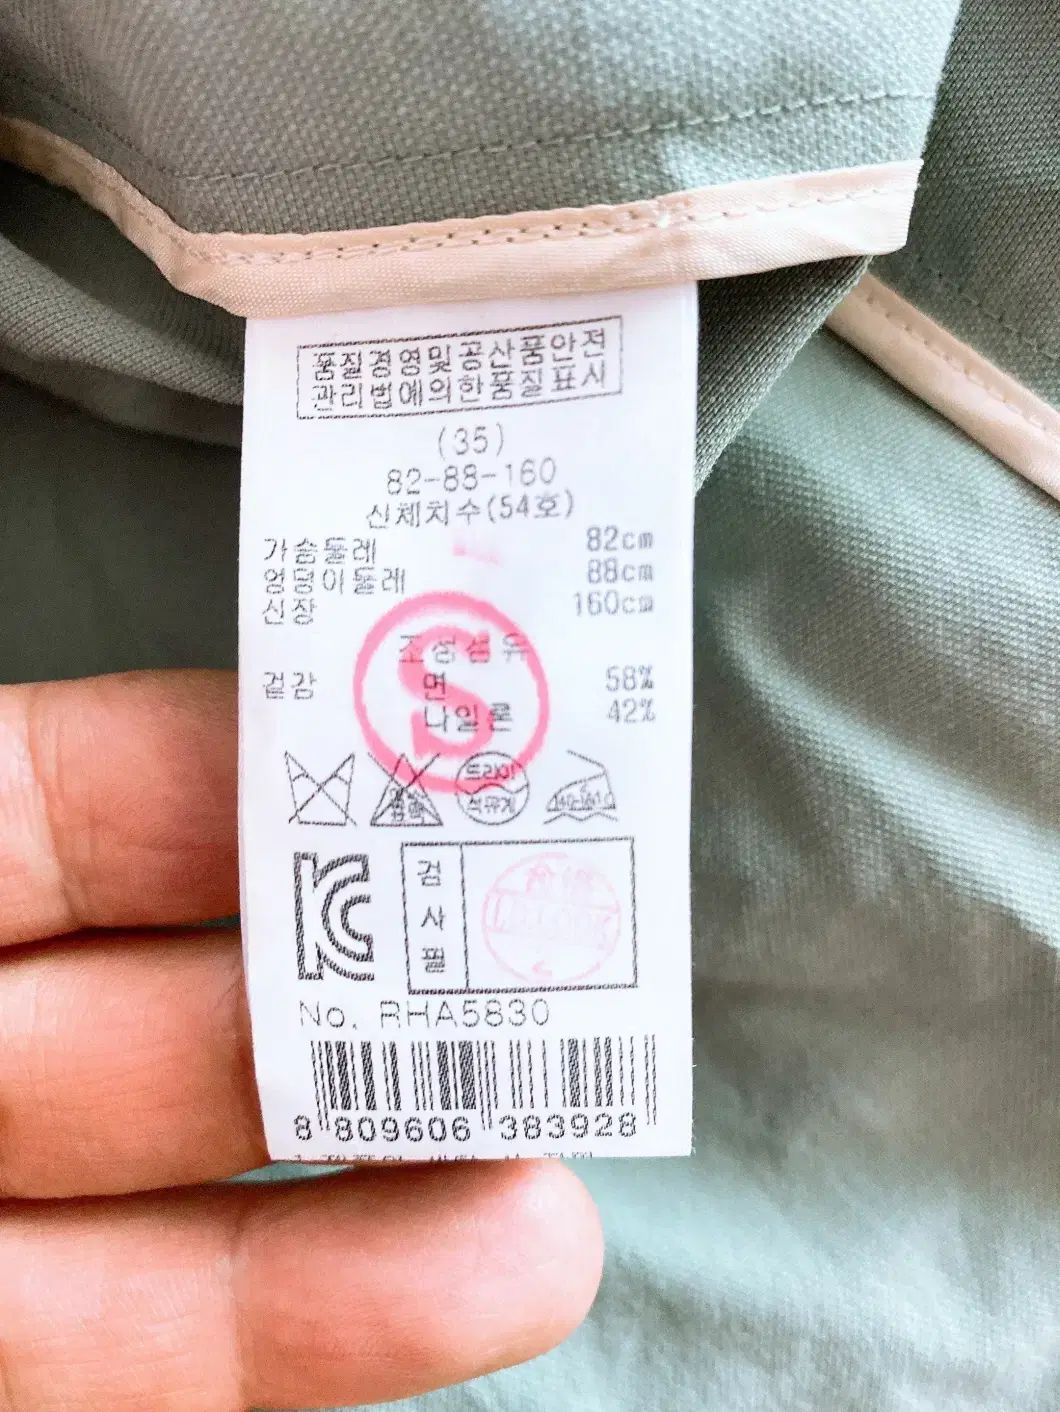 품질경영및공산품안전
관리법에의한품질표시
(35)
82-88-160
신체치수(54호)
가슴둘레 82cm
엉덩이둘레 88cm
신장 160cm
S
조성섬유
겉감 면 58%
나일론 42%
드라이
석유계
검
사
필
No. RHA5830
8 809606 383928